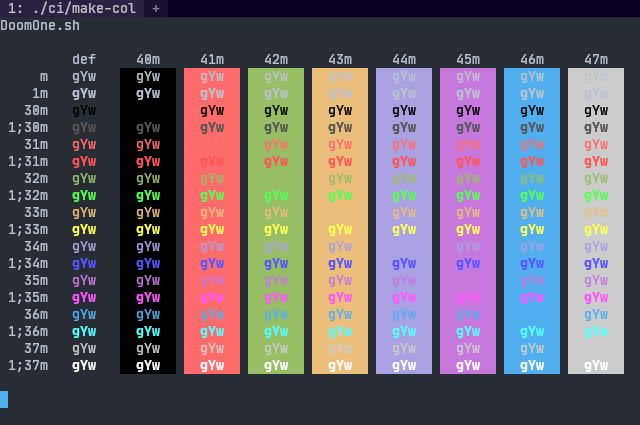 1: ./ci/make-col +
DoomOne.sh
def 40m 41m 42m 43m 44m 45m 46m 47m
m gYw gYw gYw gYw gYw gYw gYw gYw gYw
1m gYw gYw gYw gYw gYw gYw gYw gYw gYw
30m gYw gYw gYw gYw gYw gYw gYw gYw
1;30m gYw gYw gYw gYw gYw gYw gYw gYw gYw
31m gYw gYw gYw gYw gYw gYw gYw gYw
1;31m gYw gYw gYw gYw gYw gYw gYw gYw gYw
32m gYw gYw gYw gYw gYw gYw gYw gYw
1;32m gYw gYw gYw gYw gYw gYw gYw gYw gYw
33m gYw gYw gYw gYw gYw gYw gYw gYw
1;33m gYw gYw gYw gYw gYw gYw gYw gYw gYw
34m gYw gYw gYw gYw gYw gYw gYw gYw
1;34m gYw gYw gYw gYw gYw gYw gYw gYw gYw
35m gYw gYw gYw gYw gYw gYw gYw gYw
1;35m gYw gYw gYw gYw gYw gYw gYw gYw gYw
36m gYw gYw gYw gYw gYw gYw gYw gYw
1;36m gYw gYw gYw gYw gYw gYw gYw gYw gYw
37m gYw gYw gYw gYw gYw gYw gYw gYw
1;37m gYw gYw gYw gYw gYw gYw gYw gYw gYw